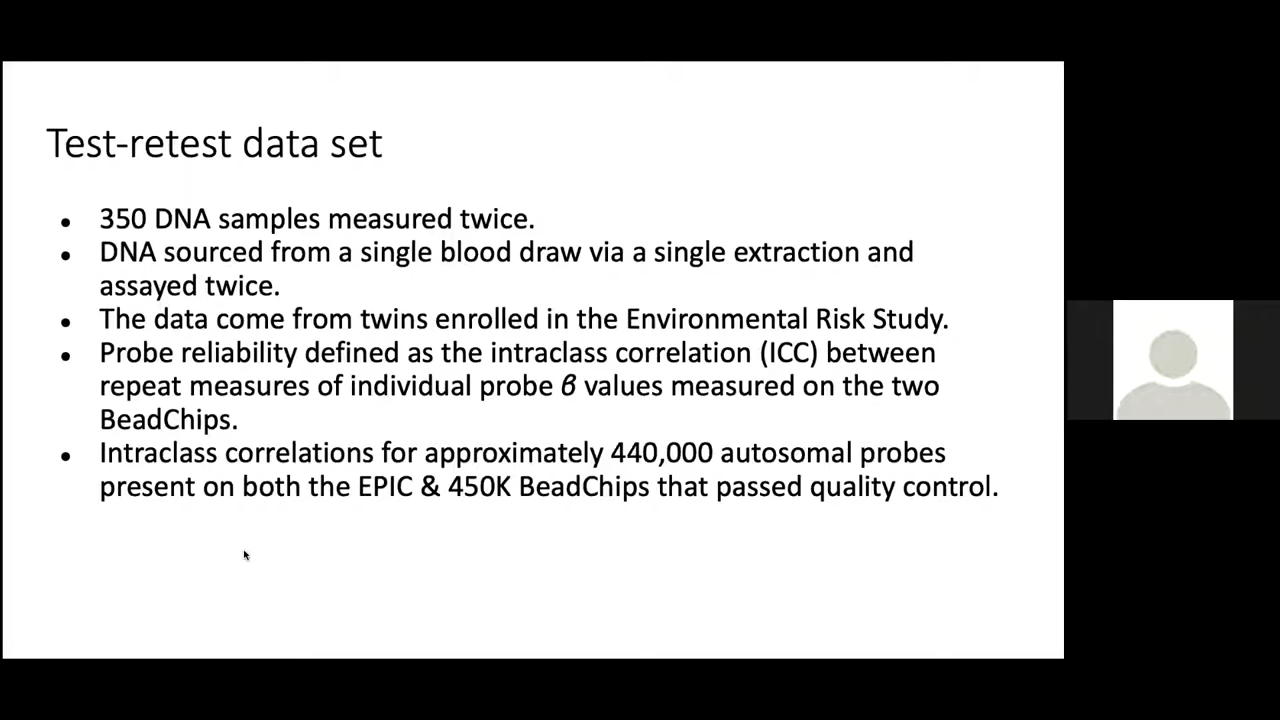 Test-retest data set
● 350 DNA samples measured twice.
● DNA sourced from a single blood draw via a single extraction and
assayed twice.
● The data come from twins enrolled in the Environmental Risk Study.
● Probe reliability defined as the intraclass correlation (ICC) between
repeat measures of individual probe β values measured on the two
BeadChips.
● Intraclass correlations for approximately 440,000 autosomal probes
present on both the EPIC & 450K BeadChips that passed quality control.